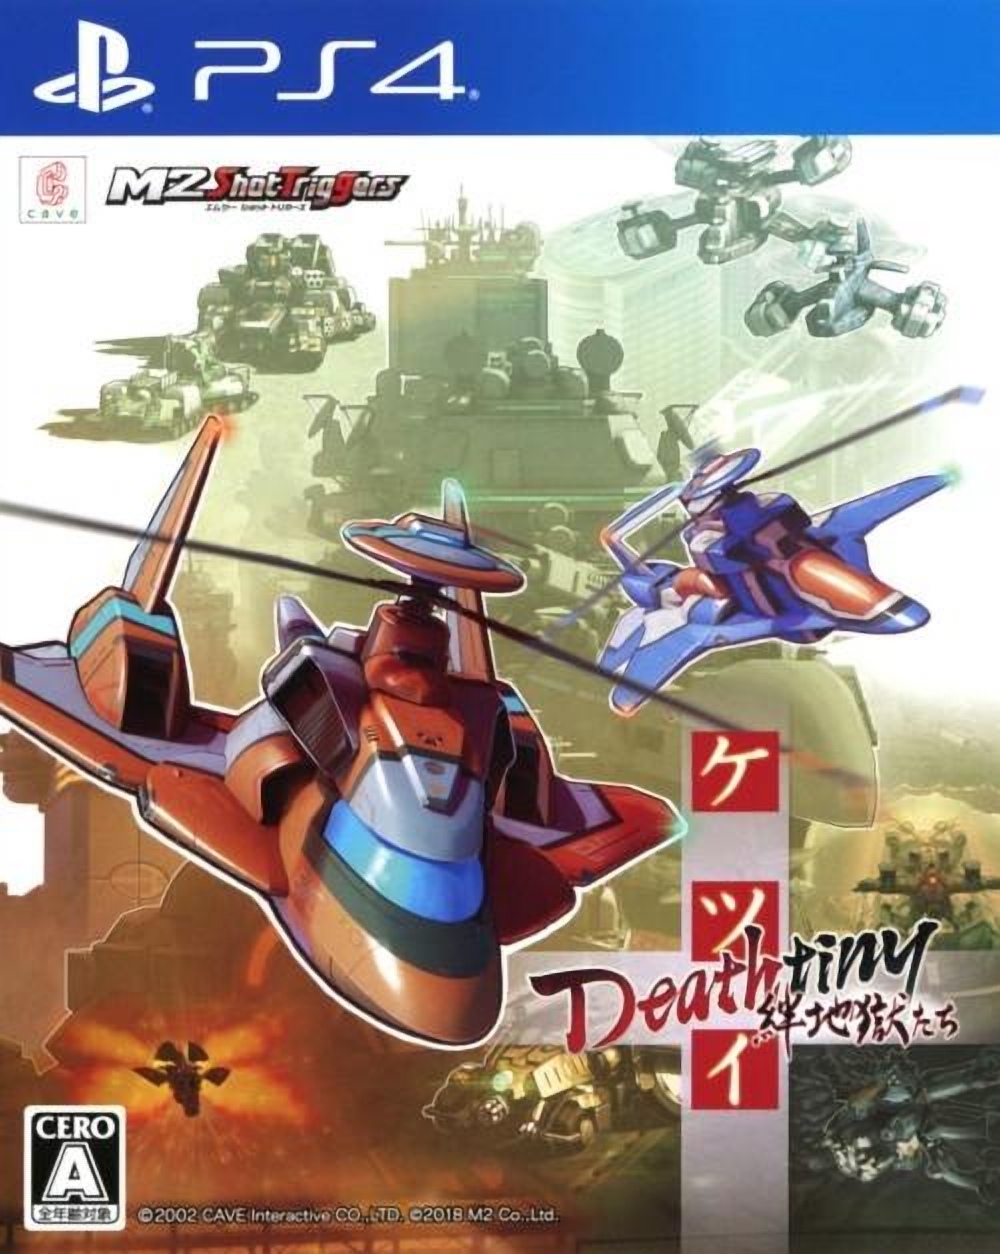 PS4
cave
M2 ShotTriggers
エムツー ショットトリガーズ
ケツイ
Deathtiny
絆地獄たち
CERO
A
全年齢対象
©2002 CAVE Interactive CO.,LTD. ©2018 M2 Co.,Ltd.